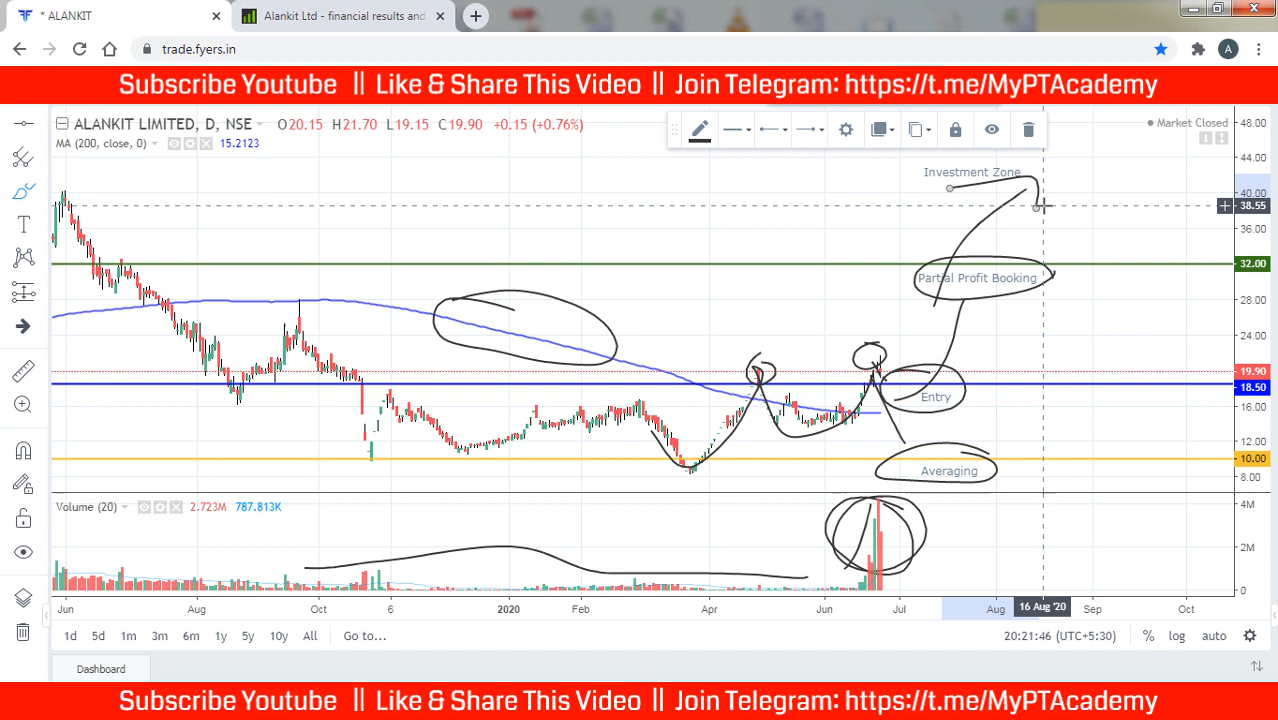 * ALANKIT
Alankit Ltd - financial results and
trade.fyers.in
A
Subscribe Youtube || Like & Share This Video || Join Telegram: https://t.me/MyPTAcademy
ALANKIT LIMITED, D, NSE O20.15 H21.70 L19.15 C19.90 +0.15 (+0.76%)
MA (200, close, 0) 15.2123
Market Closed
48.00
44.00
Investment Zone
40.00
38.55
36.00
32.00
Partial Profit Booking
28.00
24.00
19.90
18.50
Entry
16.00
12.00
10.00
Averaging
8.00
Volume (20) 2.723M 787.813K
4M
2M
0
Jun Aug Oct 6 2020 Feb Apr Jun Jul Aug 16 Aug '20 Sep Oct
1d 5d 1m 3m 6m 1y 5y 10y All Go to... 20:21:46 (UTC+5:30) % log auto
Dashboard
Subscribe Youtube || Like & Share This Video || Join Telegram: https://t.me/MyPTAcademy